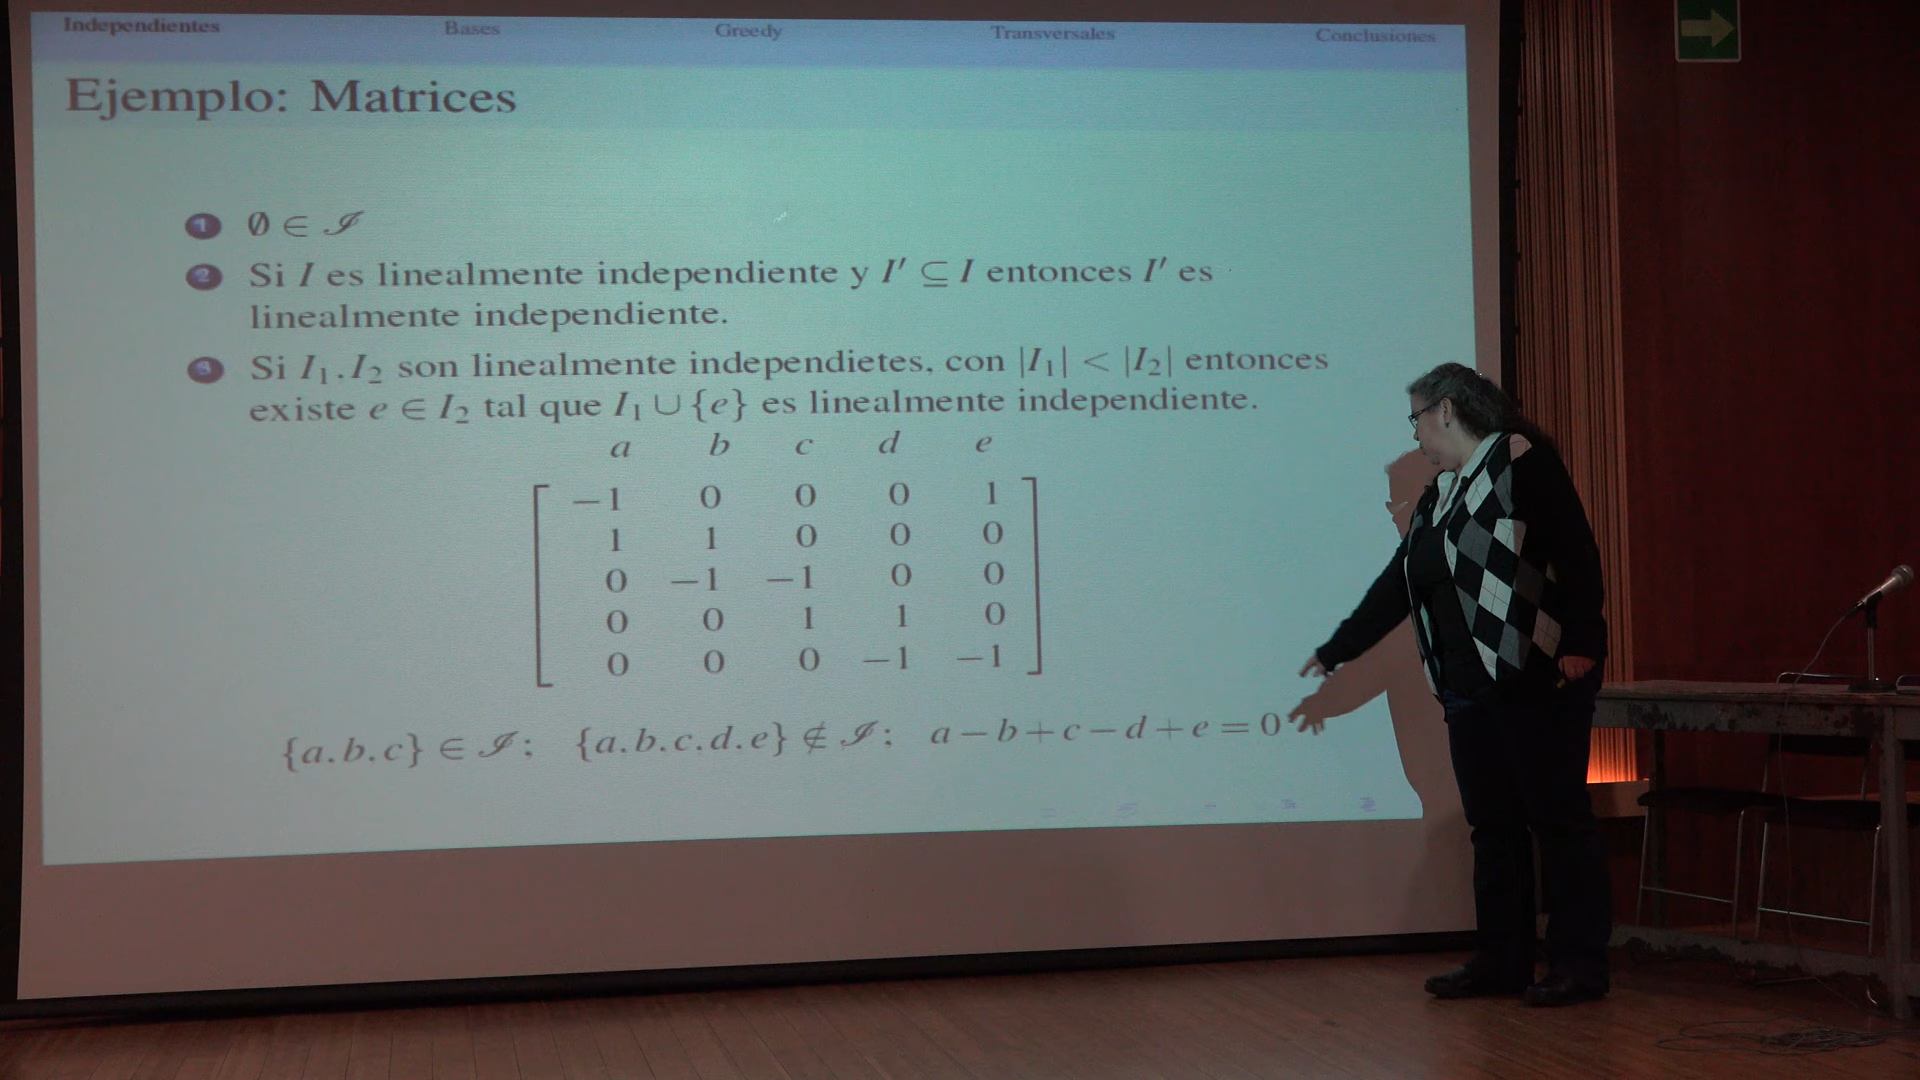 Independientes Bases Greedy Transversales Conclusiones
Ejemplo: Matrices
1 ∅ ∈ ℐ
2 Si I es linealmente independiente y I′ ⊆ I entonces I′ es
linealmente independiente.
3 Si I₁, I₂ son linealmente independietes, con |I₁| < |I₂| entonces
existe e ∈ I₂ tal que I₁ ∪ {e} es linealmente independiente.
a b c d e
−1 0 0 0 1
1 1 0 0 0
0 −1 −1 0 0
0 0 1 1 0
0 0 0 −1 −1
{a,b,c} ∈ ℐ; {a,b,c,d,e} ∉ ℐ; a−b+c−d+e=0